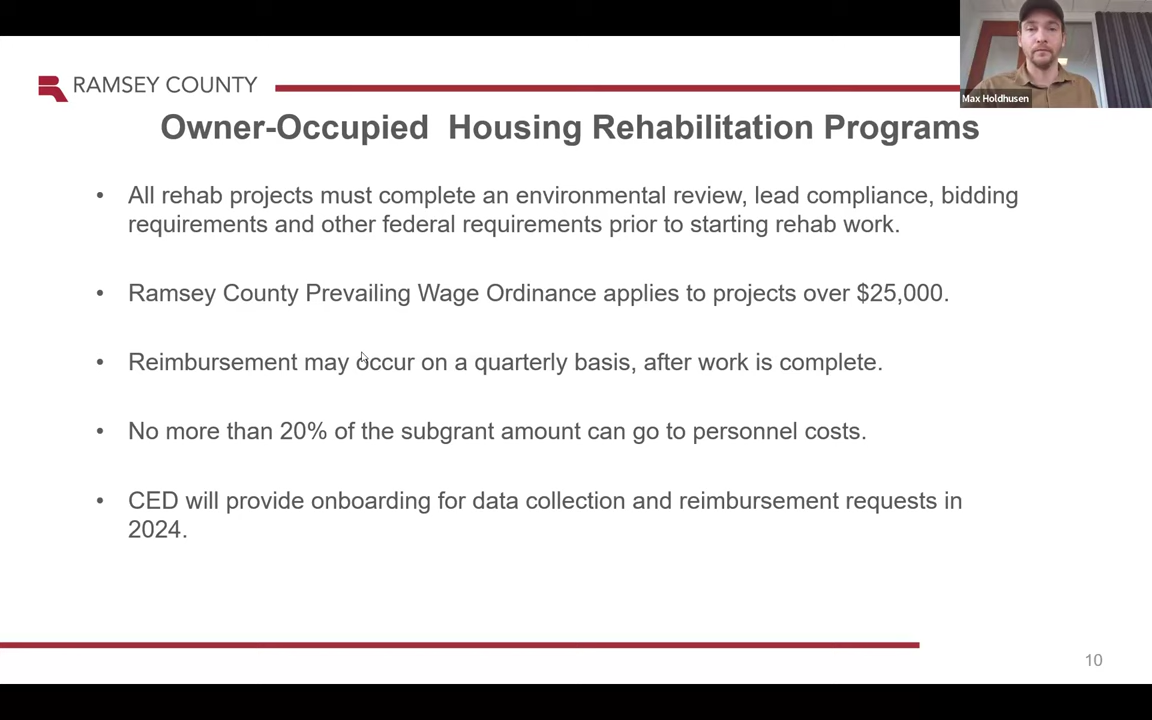 RAMSEY COUNTY
Max Holdhusen
Owner-Occupied  Housing Rehabilitation Programs
• All rehab projects must complete an environmental review, lead compliance, bidding
requirements and other federal requirements prior to starting rehab work.
• Ramsey County Prevailing Wage Ordinance applies to projects over $25,000.
• Reimbursement may occur on a quarterly basis, after work is complete.
• No more than 20% of the subgrant amount can go to personnel costs.
• CED will provide onboarding for data collection and reimbursement requests in
2024.
10